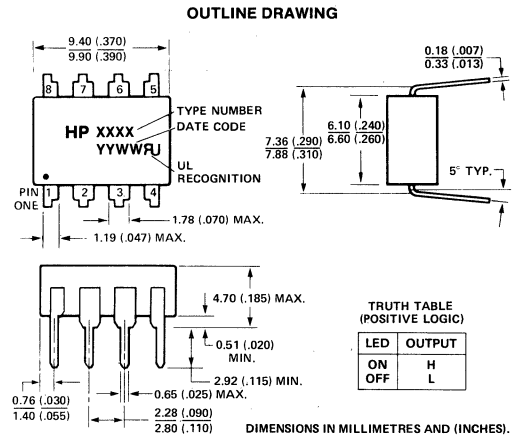 OUTLINE DRAWING
9.40 (.370)
9.90 (.390)
0.18 (.007)
0.33 (.013)
8 7 6 5
HP XXXX
YYWW RU
TYPE NUMBER
DATE CODE
UL
RECOGNITION
7.36 (.290)
7.88 (.310)
6.10 (.240)
6.60 (.260)
5° TYP.
PIN
ONE
1 2 3 4
1.78 (.070) MAX.
1.19 (.047) MAX.
4.70 (.185) MAX.
0.51 (.020)
MIN.
2.92 (.115) MIN.
0.76 (.030)
1.40 (.055)
0.65 (.025) MAX.
2.28 (.090)
2.80 (.110)
TRUTH TABLE
(POSITIVE LOGIC)
LED OUTPUT
ON H
OFF L
DIMENSIONS IN MILLIMETRES AND (INCHES).